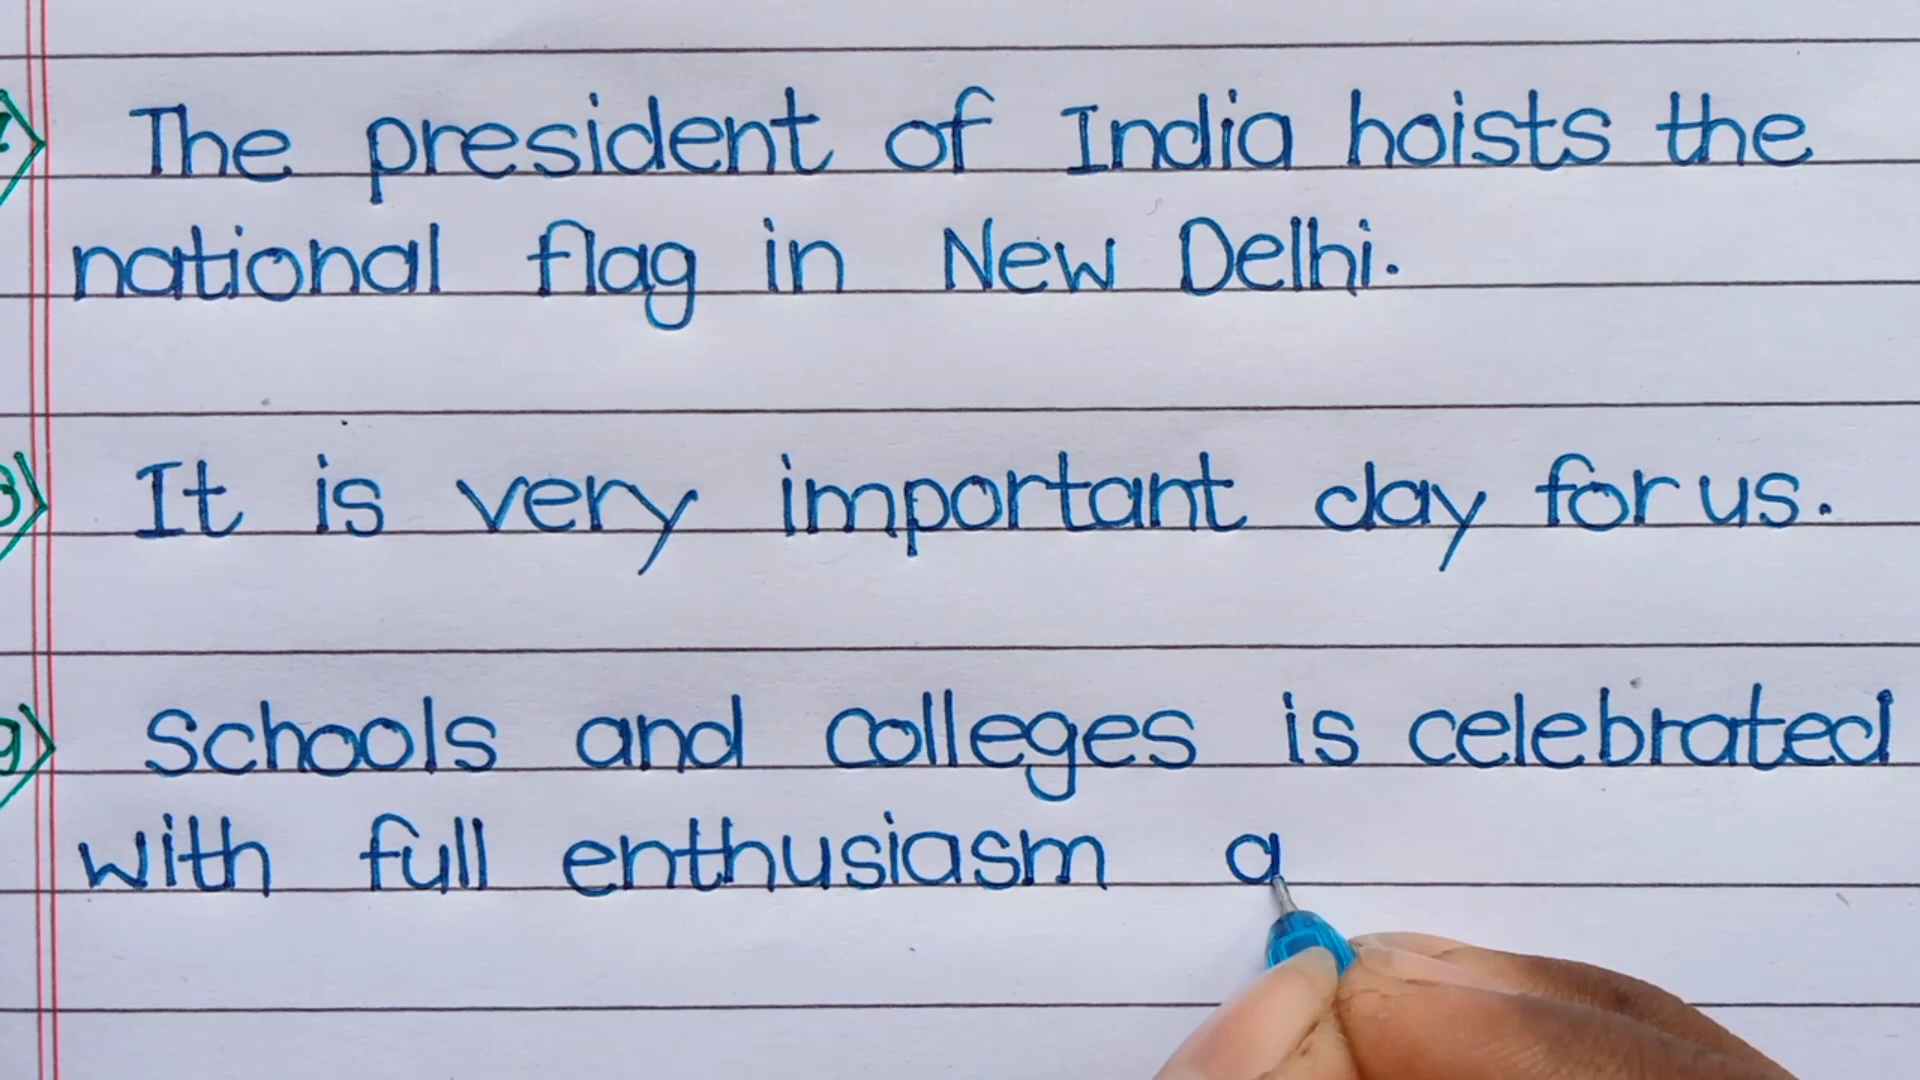 The president of India hoists the
national flag in New Delhi.
It is very important day for us.
9) Schools and colleges is celebrated
with full enthusiasm a